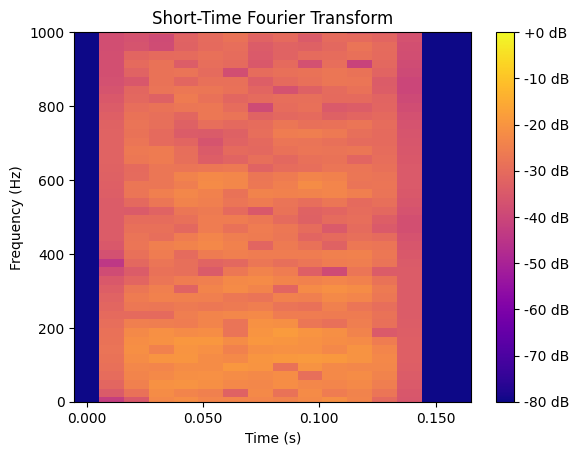 Short-Time Fourier Transform
1000
800
600
400
200
0
Frequency (Hz)
0.000
0.050
0.100
0.150
Time (s)
+0 dB
-10 dB
-20 dB
-30 dB
-40 dB
-50 dB
-60 dB
-70 dB
-80 dB